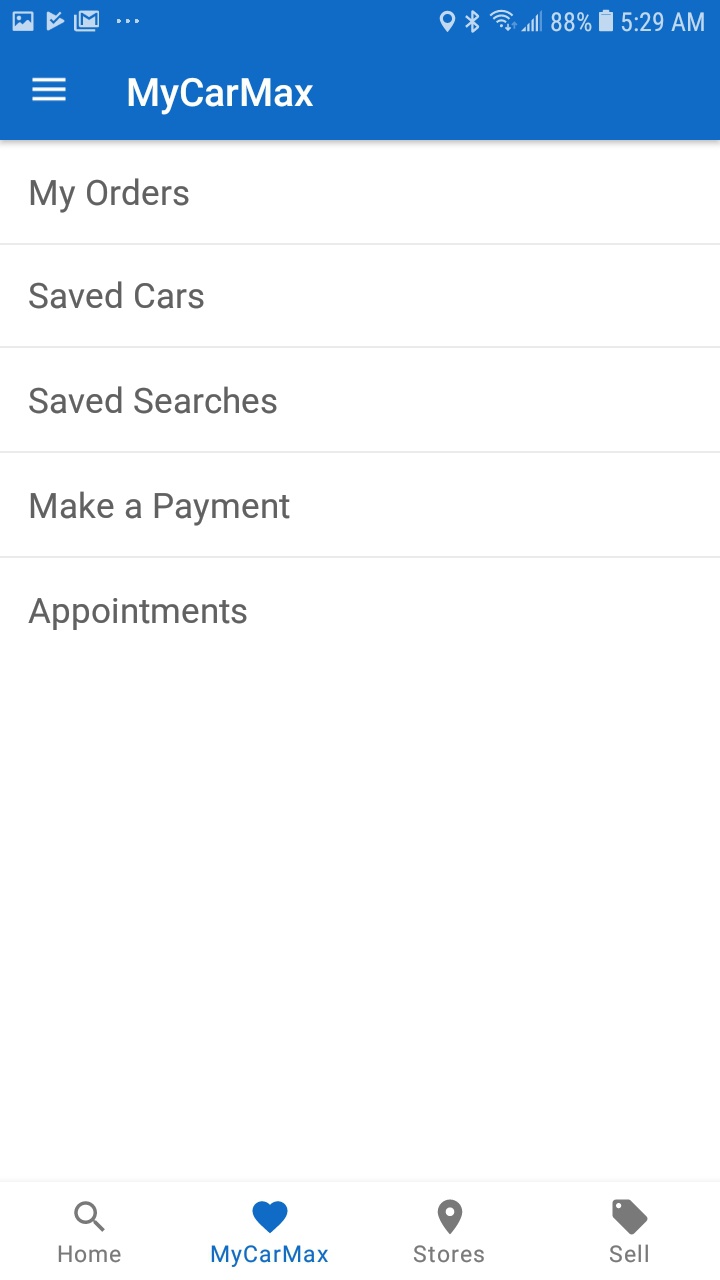 88% 5:29 AM
MyCarMax
My Orders
Saved Cars
Saved Searches
Make a Payment
Appointments
Home MyCarMax Stores Sell